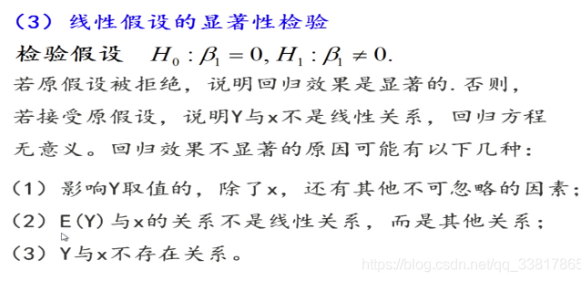 （3）线性假设的显著性检验
检验假设 H₀ : β₁ = 0, H₁ : β₁ ≠ 0.
若原假设被拒绝，说明回归效果是显著的.否则，
若接受原假设，说明Y与x不是线性关系，回归方程
无意义。回归效果不显著的原因可能有以下几种：
（1）影响Y取值的，除了x，还有其他不可忽略的因素；
（2）E(Y)与x的关系不是线性关系，而是其他关系；
（3）Y与x不存在关系。
https://blog.csdn.net/qq_33817865